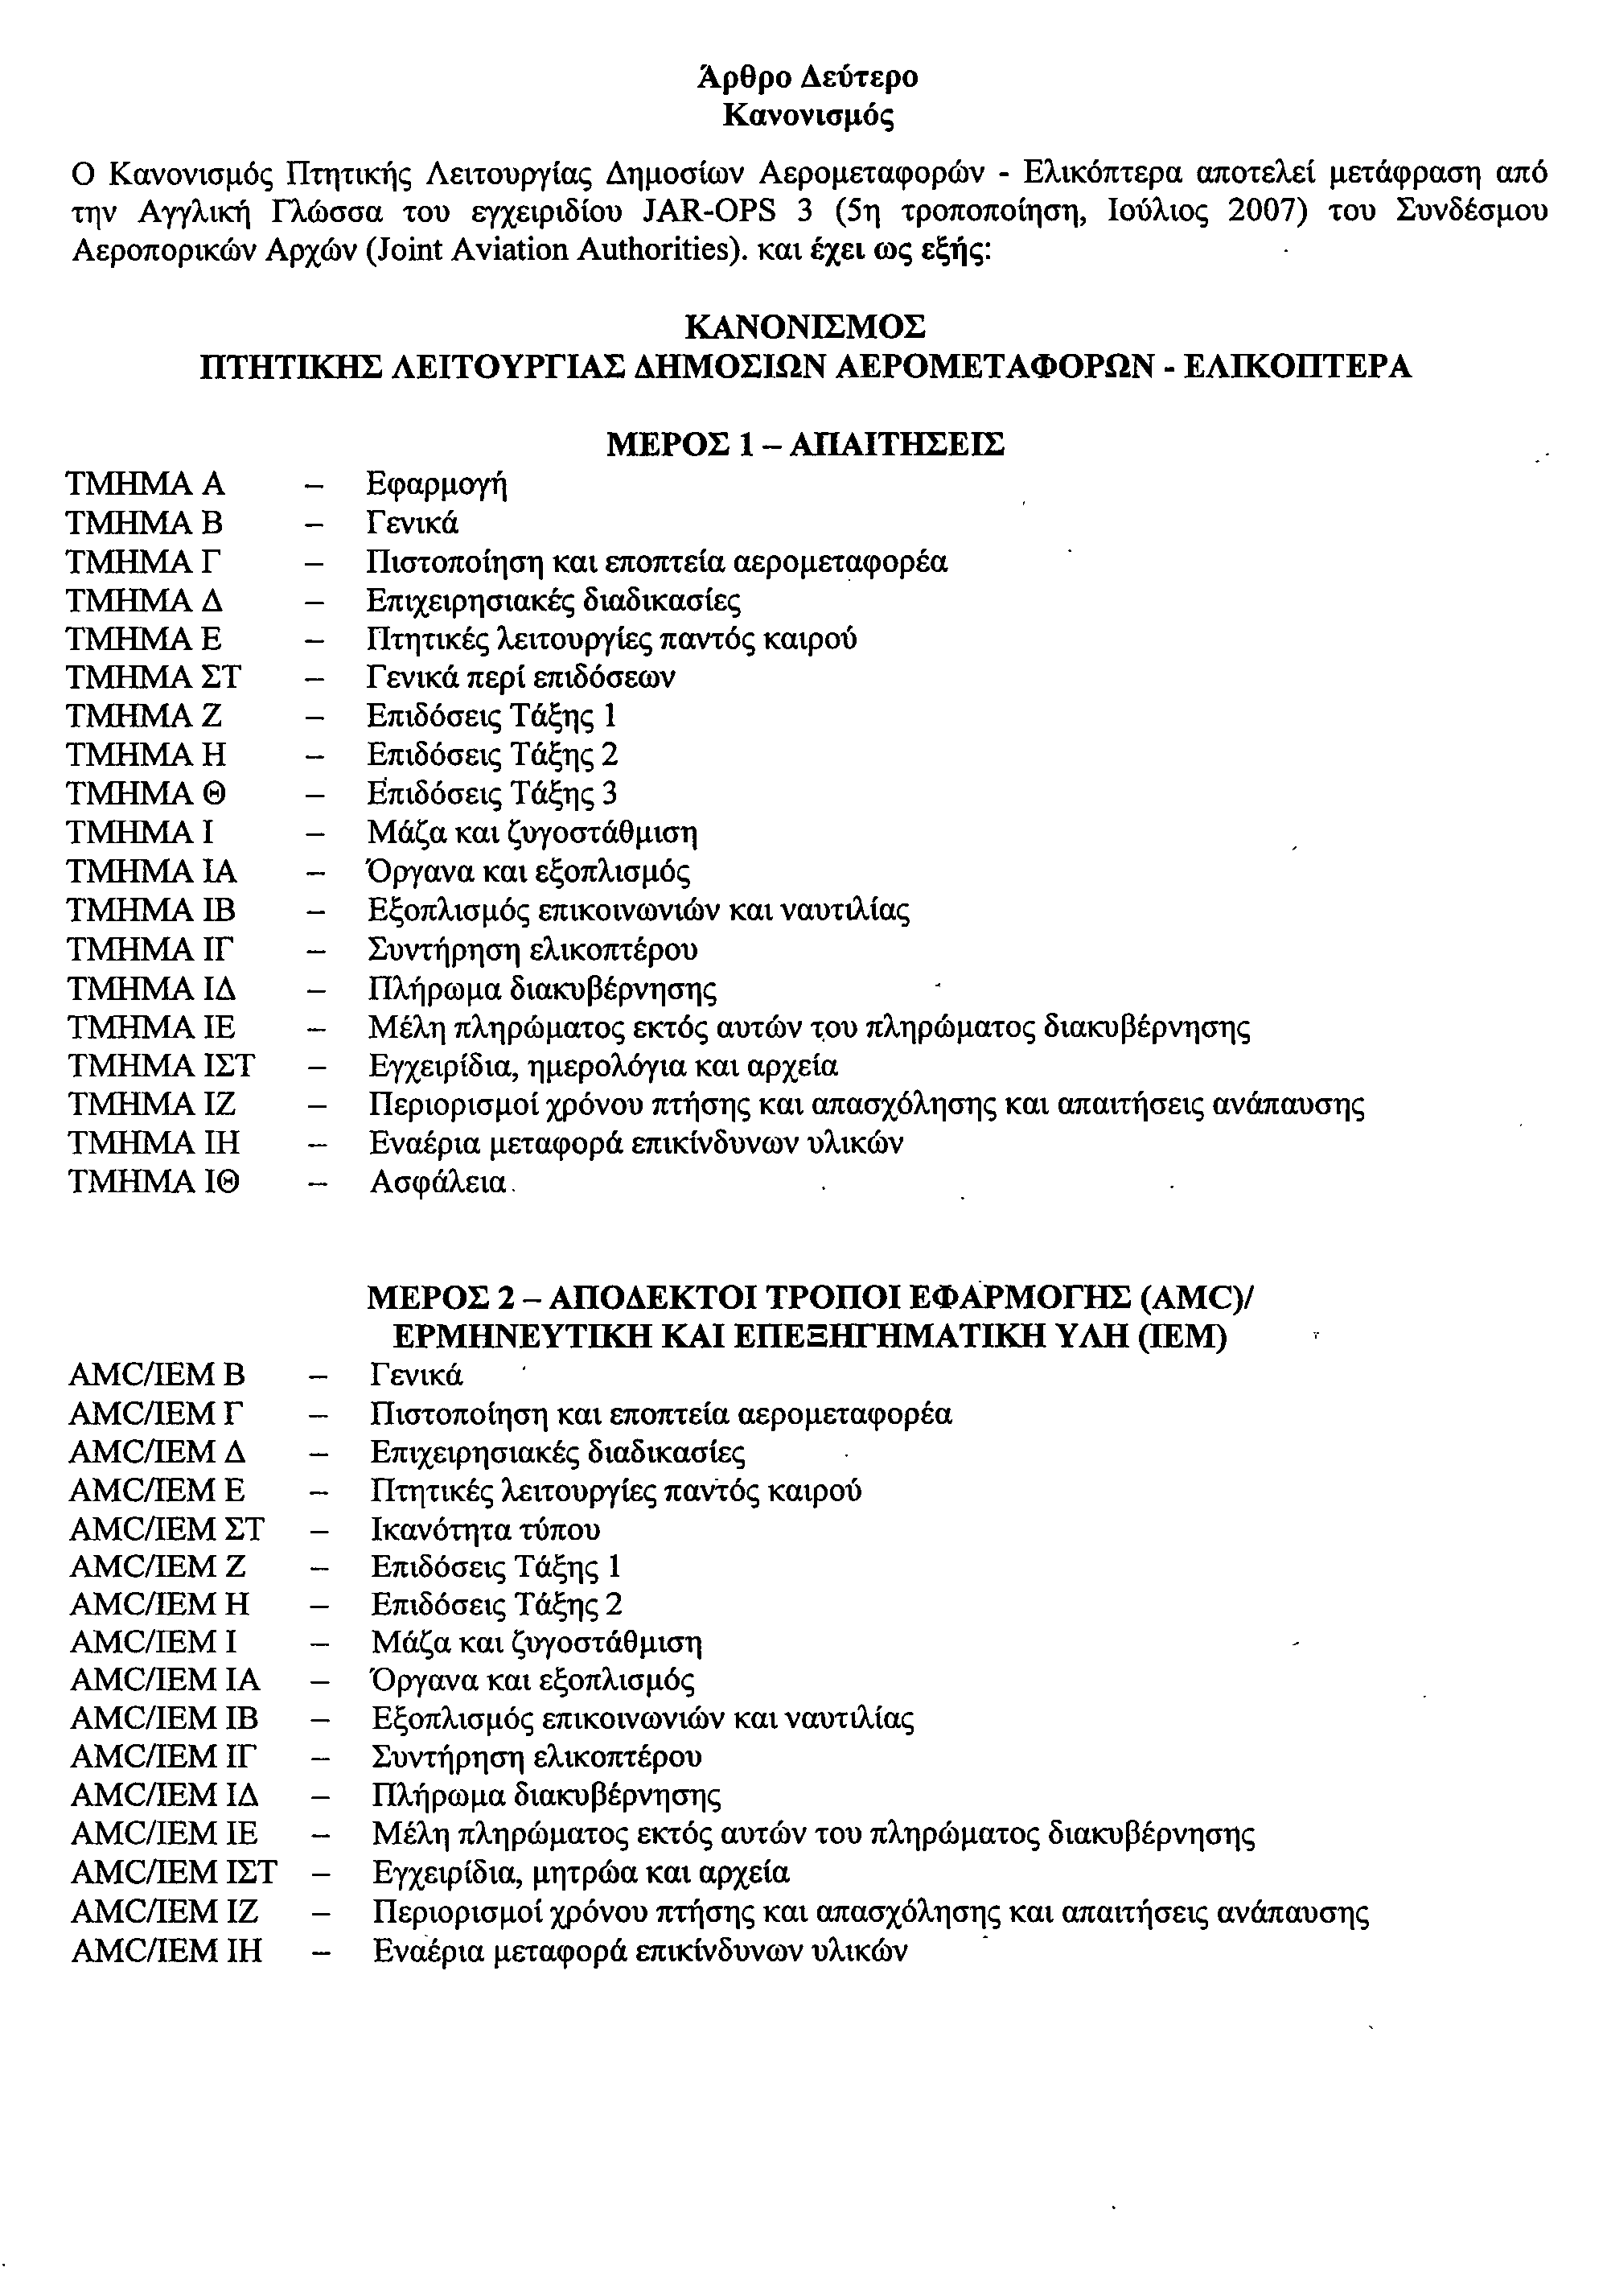 Άρθρο Δεύτερο
Κανονισμός
Ο Κανονισμός Πτητικής Λειτουργίας Δημοσίων Αερομεταφορών - Ελικόπτερα αποτελεί μετάφραση από
την Αγγλική Γλώσσα του εγχειριδίου JAR-OPS 3 (5η τροποποίηση, Ιούλιος 2007) του Συνδέσμου
Αεροπορικών Αρχών (Joint Aviation Authorities). και έχει ως εξής:
ΚΑΝΟΝΙΣΜΟΣ
ΠΤΗΤΙΚΗΣ ΛΕΙΤΟΥΡΓΙΑΣ ΔΗΜΟΣΙΩΝ ΑΕΡΟΜΕΤΑΦΟΡΩΝ - ΕΛΙΚΟΠΤΕΡΑ
ΜΕΡΟΣ 1 – ΑΠΑΙΤΗΣΕΙΣ
ΤΜΗΜΑ Α – Εφαρμογή
ΤΜΗΜΑ Β – Γενικά
ΤΜΗΜΑ Γ – Πιστοποίηση και εποπτεία αερομεταφορέα
ΤΜΗΜΑ Δ – Επιχειρησιακές διαδικασίες
ΤΜΗΜΑ Ε – Πτητικές λειτουργίες παντός καιρού
ΤΜΗΜΑ ΣΤ – Γενικά περί επιδόσεων
ΤΜΗΜΑ Ζ – Επιδόσεις Τάξης 1
ΤΜΗΜΑ Η – Επιδόσεις Τάξης 2
ΤΜΗΜΑ Θ – Επιδόσεις Τάξης 3
ΤΜΗΜΑ Ι – Μάζα και ζυγοστάθμιση
ΤΜΗΜΑ ΙΑ – Όργανα και εξοπλισμός
ΤΜΗΜΑ ΙΒ – Εξοπλισμός επικοινωνιών και ναυτιλίας
ΤΜΗΜΑ ΙΓ – Συντήρηση ελικοπτέρου
ΤΜΗΜΑ ΙΔ – Πλήρωμα διακυβέρνησης
ΤΜΗΜΑ ΙΕ – Μέλη πληρώματος εκτός αυτών του πληρώματος διακυβέρνησης
ΤΜΗΜΑ ΙΣΤ – Εγχειρίδια, ημερολόγια και αρχεία
ΤΜΗΜΑ ΙΖ – Περιορισμοί χρόνου πτήσης και απασχόλησης και απαιτήσεις ανάπαυσης
ΤΜΗΜΑ ΙΗ – Εναέρια μεταφορά επικίνδυνων υλικών
ΤΜΗΜΑ ΙΘ – Ασφάλεια.
ΜΕΡΟΣ 2 – ΑΠΟΔΕΚΤΟΙ ΤΡΟΠΟΙ ΕΦΑΡΜΟΓΗΣ (AMC)/
ΕΡΜΗΝΕΥΤΙΚΗ ΚΑΙ ΕΠΕΞΗΓΗΜΑΤΙΚΗ ΥΛΗ (IEM)
AMC/IEM Β – Γενικά
AMC/IEM Γ – Πιστοποίηση και εποπτεία αερομεταφορέα
AMC/IEM Δ – Επιχειρησιακές διαδικασίες
AMC/IEM Ε – Πτητικές λειτουργίες παντός καιρού
AMC/IEM ΣΤ – Ικανότητα τύπου
AMC/IEM Ζ – Επιδόσεις Τάξης 1
AMC/IEM Η – Επιδόσεις Τάξης 2
AMC/IEM Ι – Μάζα και ζυγοστάθμιση
AMC/IEM ΙΑ – Όργανα και εξοπλισμός
AMC/IEM ΙΒ – Εξοπλισμός επικοινωνιών και ναυτιλίας
AMC/IEM ΙΓ – Συντήρηση ελικοπτέρου
AMC/IEM ΙΔ – Πλήρωμα διακυβέρνησης
AMC/IEM ΙΕ – Μέλη πληρώματος εκτός αυτών του πληρώματος διακυβέρνησης
AMC/IEM ΙΣΤ – Εγχειρίδια, μητρώα και αρχεία
AMC/IEM ΙΖ – Περιορισμοί χρόνου πτήσης και απασχόλησης και απαιτήσεις ανάπαυσης
AMC/IEM ΙΗ – Εναέρια μεταφορά επικίνδυνων υλικών